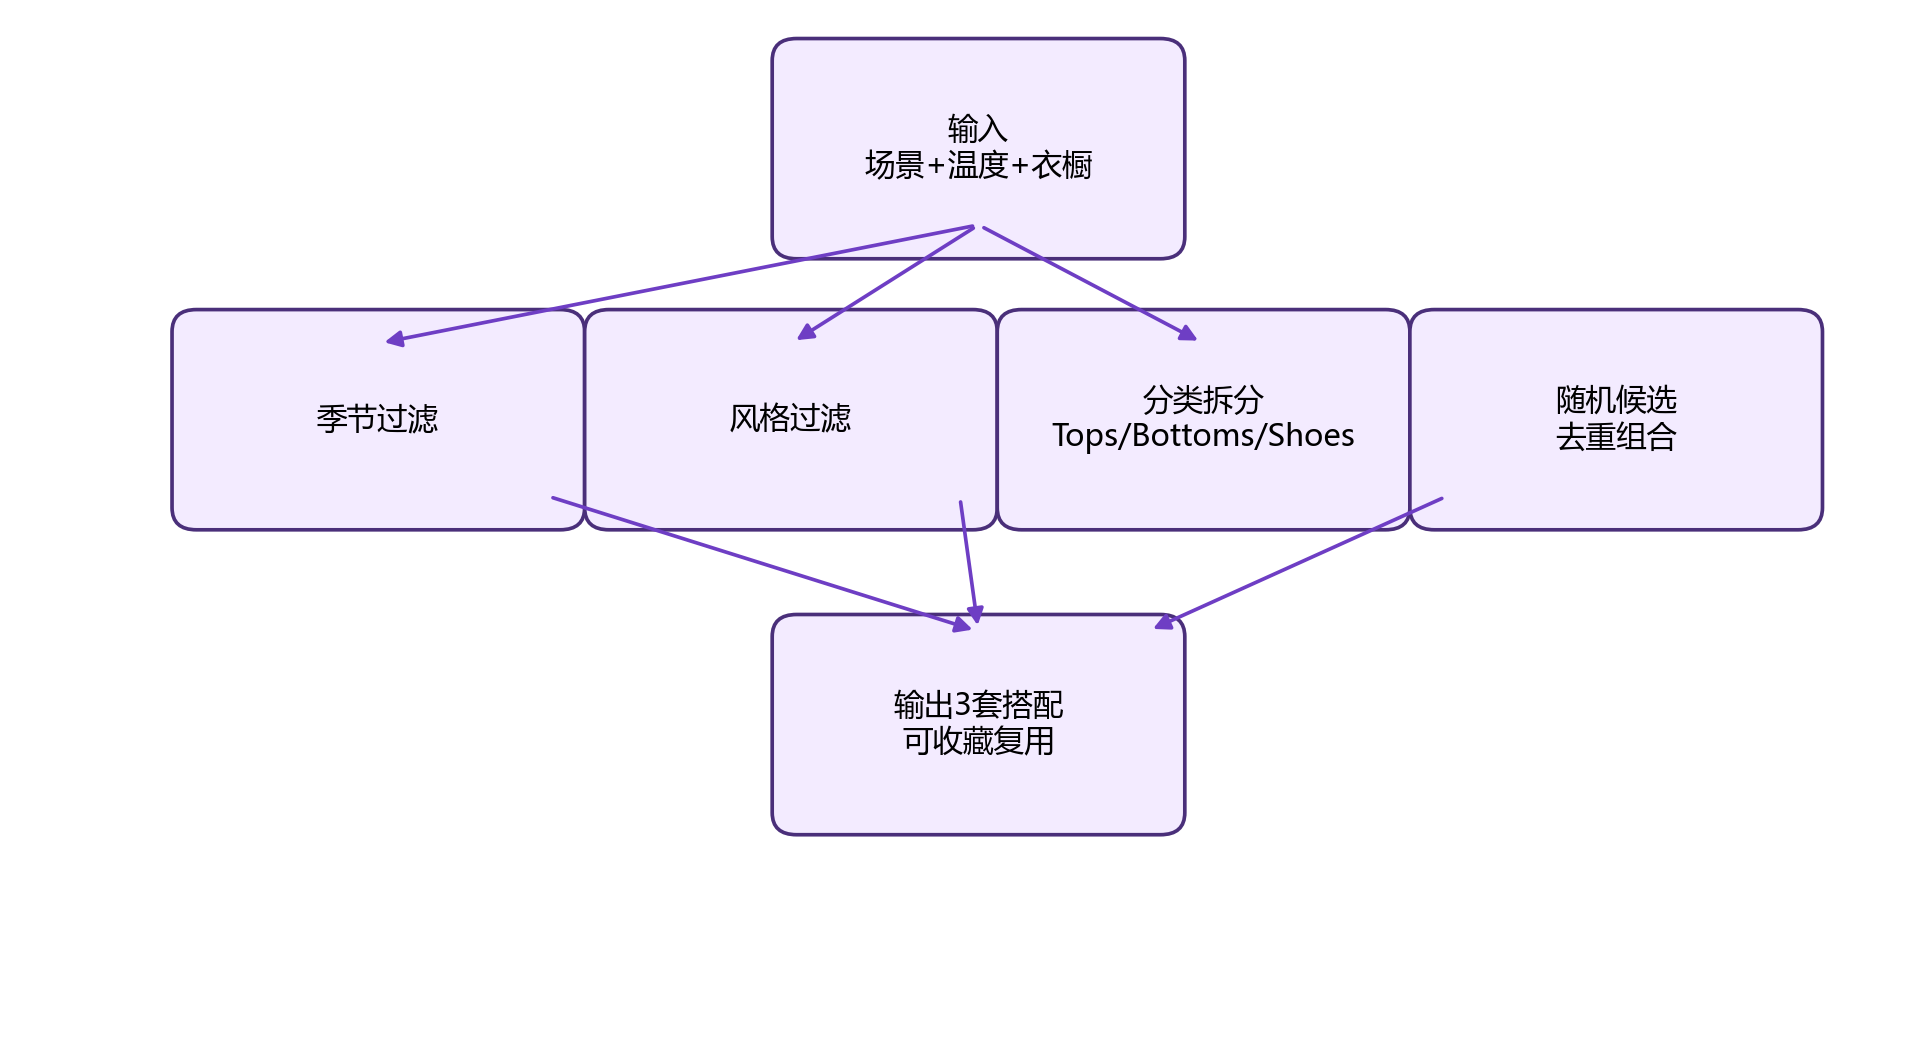 输入
场景+温度+衣橱
季节过滤
风格过滤
分类拆分
Tops/Bottoms/Shoes
随机候选
去重组合
输出3套搭配
可收藏复用